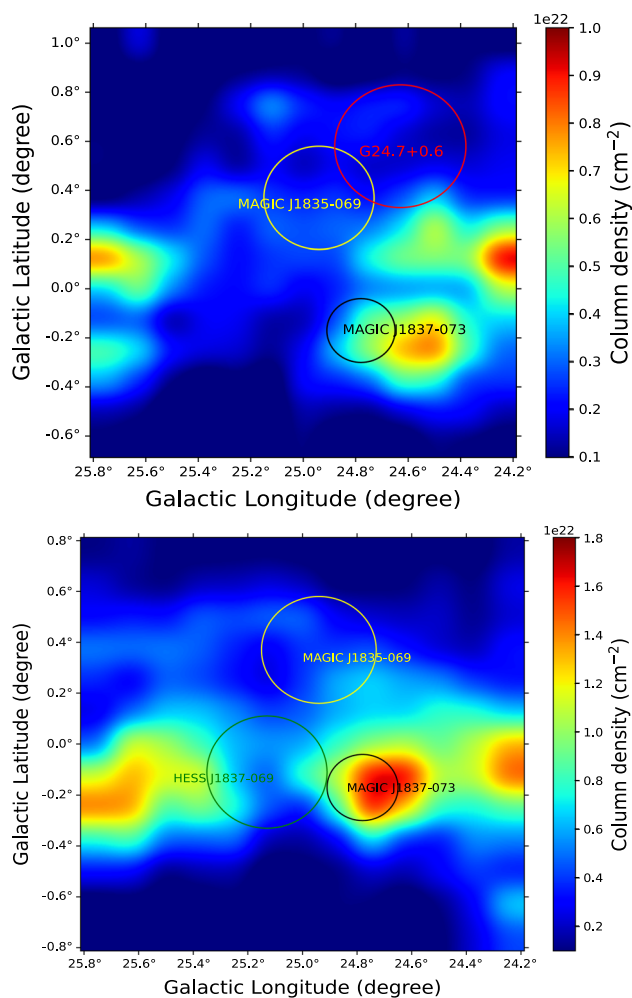 1e22
1.0°
0.8°
0.6°
0.4°
0.2°
0.0°
-0.2°
-0.4°
-0.6°
Galactic Latitude (degree)
G24.7+0.6
MAGIC J1835-069
MAGIC J1837-073
25.8° 25.6° 25.4° 25.2° 25.0° 24.8° 24.6° 24.4° 24.2°
Galactic Longitude (degree)
1.0
0.9
0.8
0.7
0.6
0.5
0.4
0.3
0.2
0.1
Column density (cm⁻²)
1e22
0.8°
0.6°
0.4°
0.2°
0.0°
-0.2°
-0.4°
-0.6°
-0.8°
Galactic Latitude (degree)
MAGIC J1835-069
HESS J1837-069
MAGIC J1837-073
25.8° 25.6° 25.4° 25.2° 25.0° 24.8° 24.6° 24.4° 24.2°
Galactic Longitude (degree)
1.8
1.6
1.4
1.2
1.0
0.8
0.6
0.4
0.2
Column density (cm⁻²)